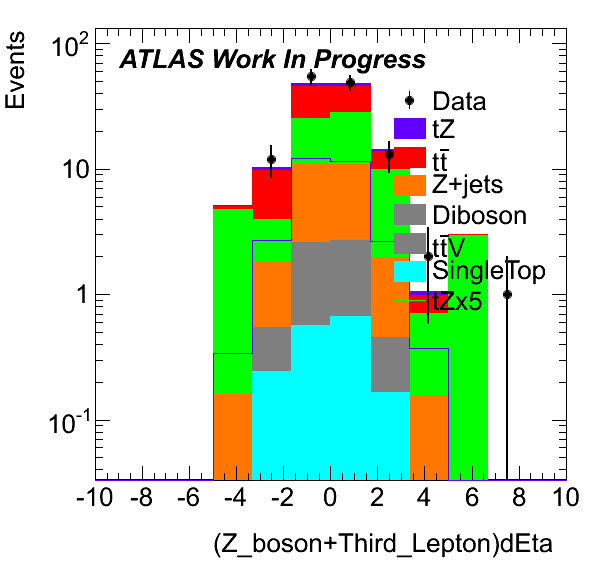 Events
10²
10
1
10⁻¹
ATLAS Work In Progress
Data
tZ
tt̄
Z+jets
Diboson
tt̄V
SingleTop
tZx5
-10 -8 -6 -4 -2 0 2 4 6 8 10
(Z_boson+Third_Lepton)dEta